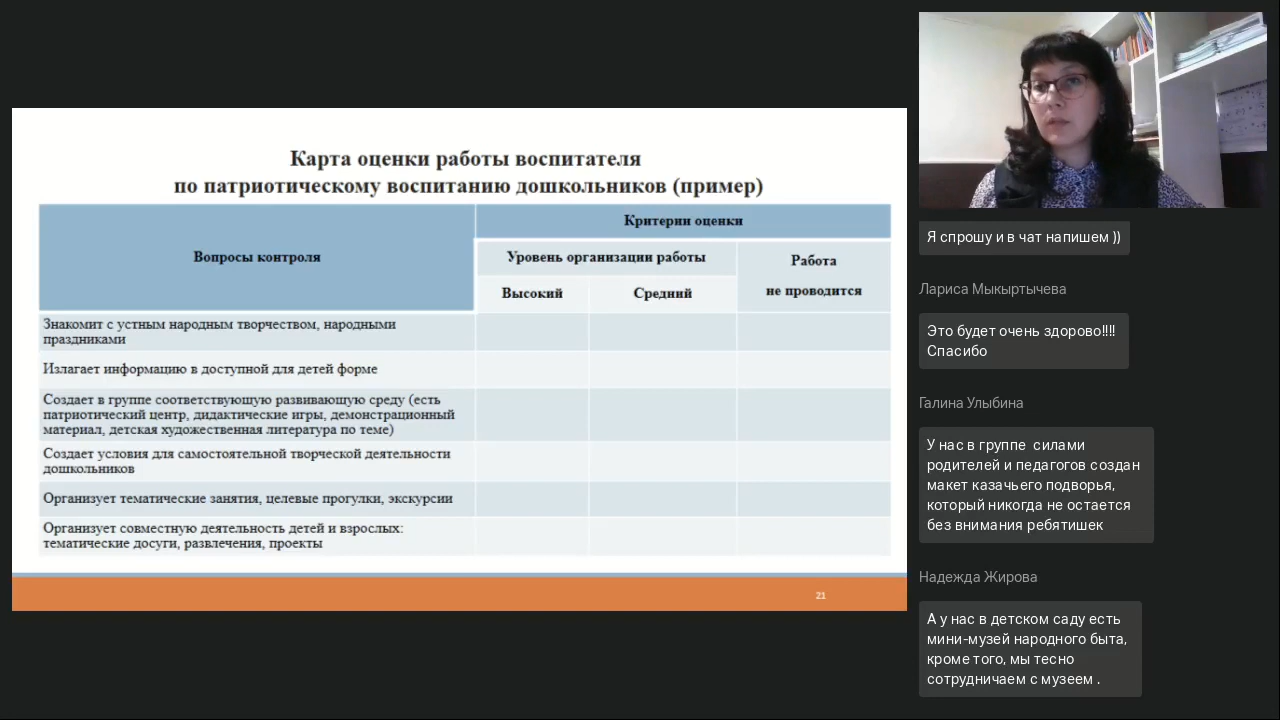 Карта оценки работы воспитателя
по патриотическому воспитанию дошкольников (пример)
Вопросы контроля
Критерии оценки
Уровень организации работы
Работа
не проводится
Высокий
Средний
Знакомит с устным народным творчеством, народными
праздниками
Излагает информацию в доступной для детей форме
Создает в группе соответствующую развивающую среду (есть
патриотический центр, дидактические игры, демонстрационный
материал, детская художественная литература по теме)
Создает условия для самостоятельной творческой деятельности
дошкольников
Организует тематические занятия, целевые прогулки, экскурсии
Организует совместную деятельность детей и взрослых:
тематические досуги, развлечения, проекты
21
Я спрошу и в чат напишем ))
Лариса Мыкыртычева
Это будет очень здорово!!!!
Спасибо
Галина Улыбина
У нас в группе силами
родителей и педагогов создан
макет казачьего подворья,
который никогда не остается
без внимания ребятишек
Надежда Жирова
А у нас в детском саду есть
мини-музей народного быта,
кроме того, мы тесно
сотрудничаем с музеем .